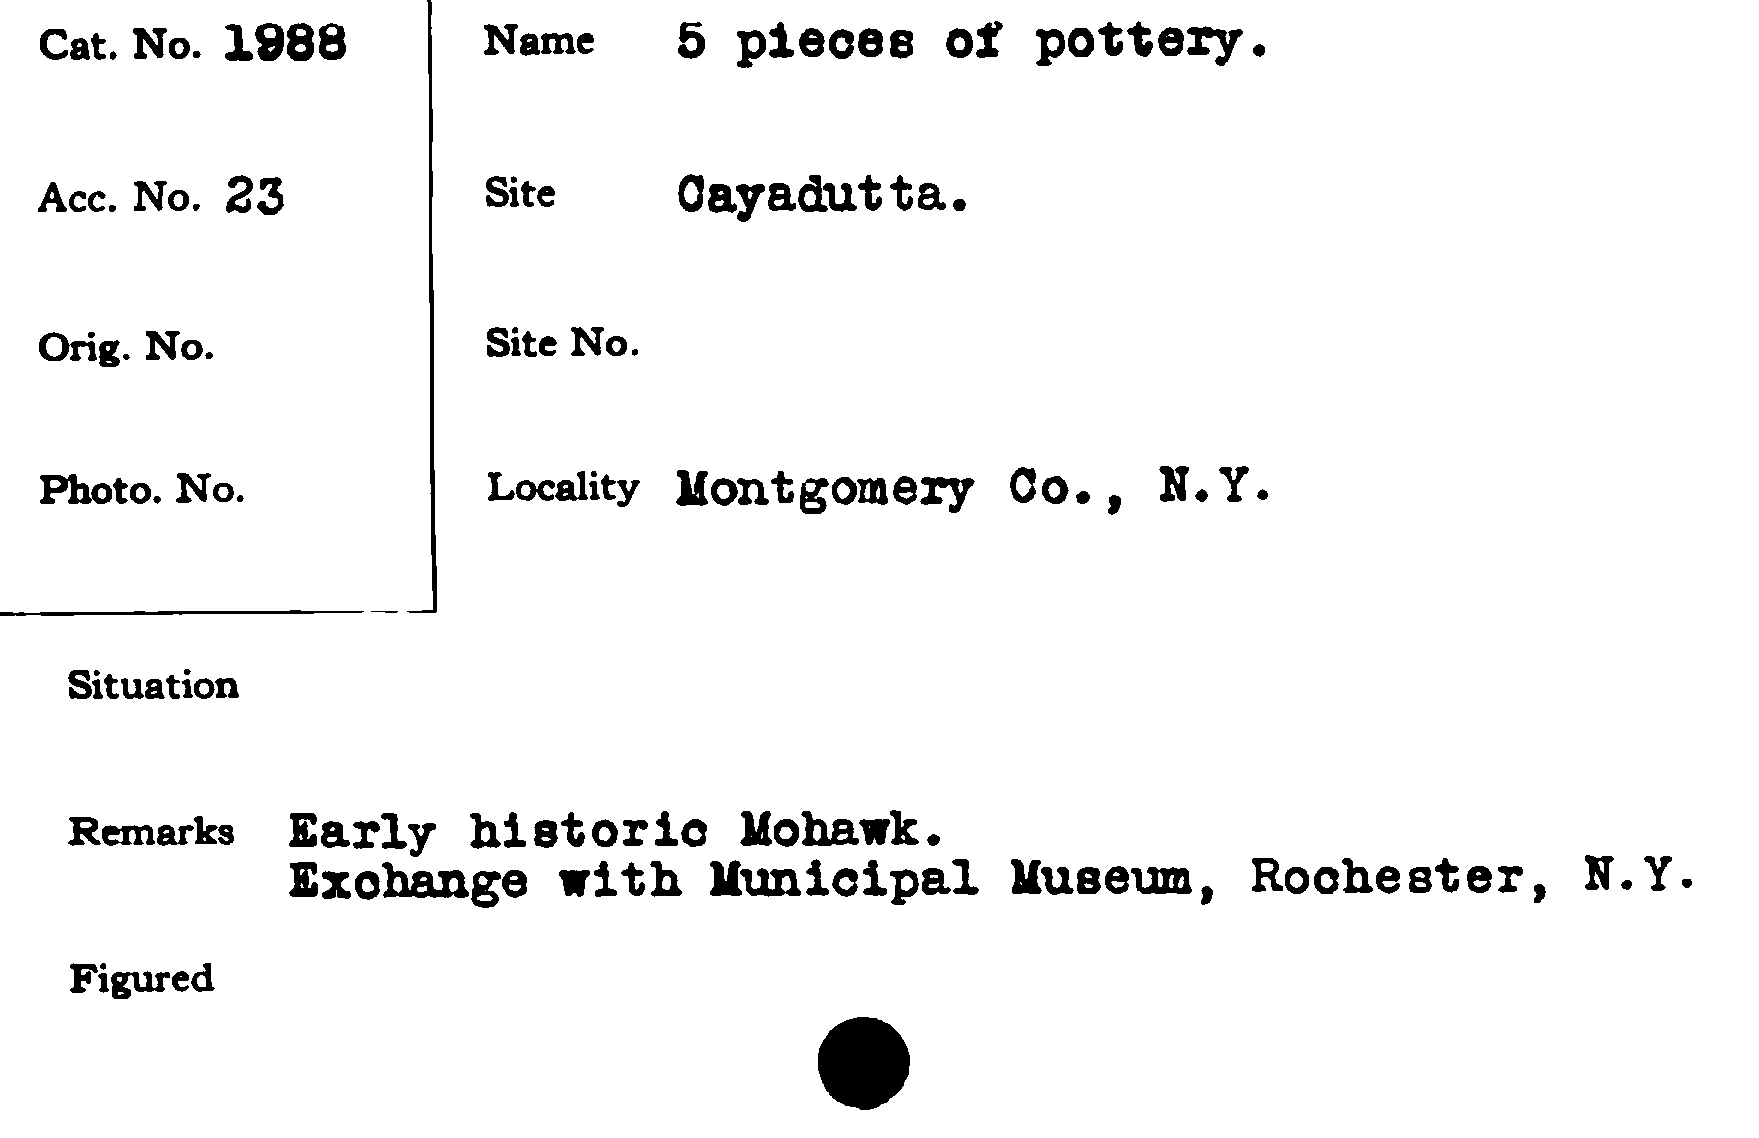 Cat. No. 1988
Name 5 pieces of pottery.
Acc. No. 23
Site Cayadutta.
Orig. No.
Site No.
Photo. No.
Locality Montgomery Co., N.Y.
Situation
Remarks Early historic Mohawk.
Exchange with Municipal Museum, Rochester, N.Y.
Figured